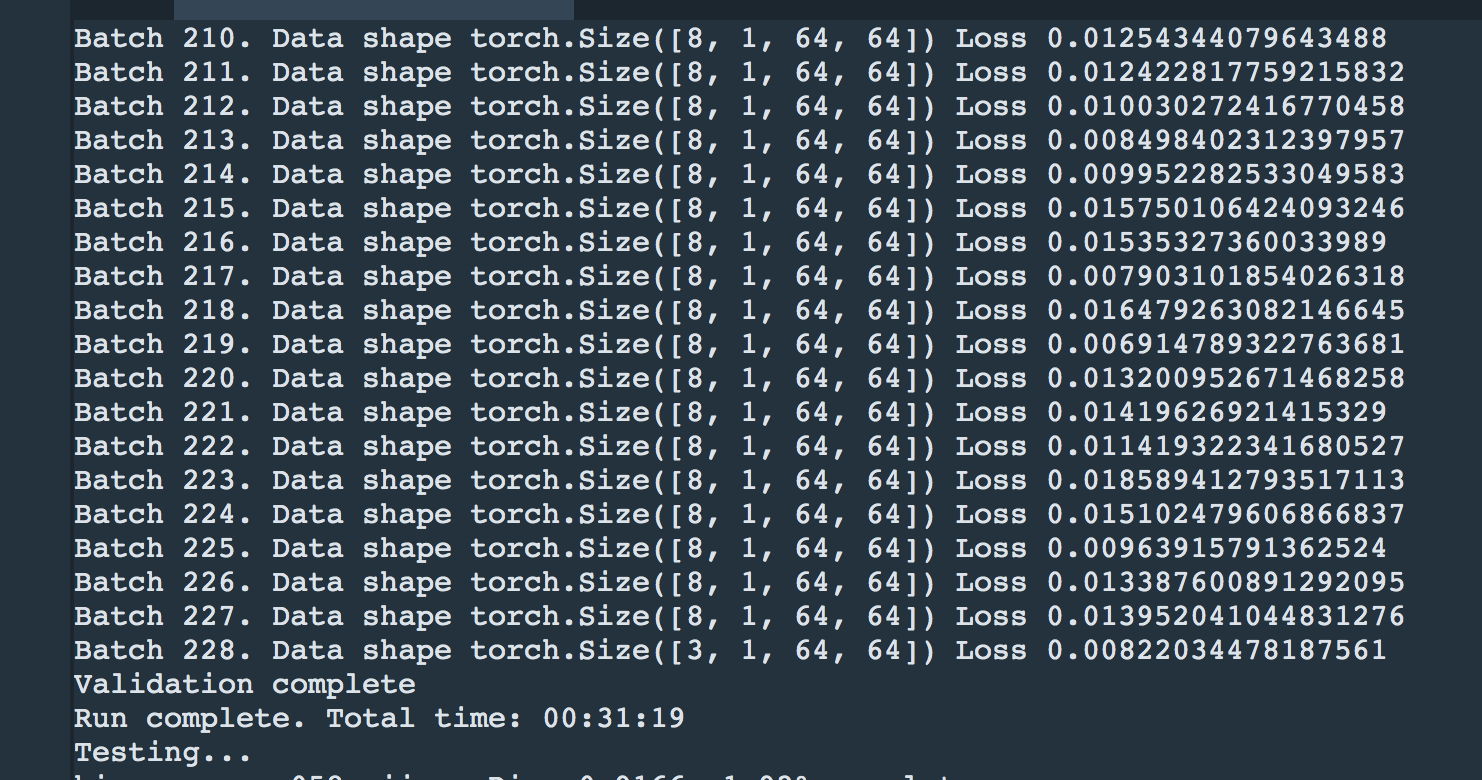 Batch 210. Data shape torch.Size([8, 1, 64, 64]) Loss 0.01254344079643488
Batch 211. Data shape torch.Size([8, 1, 64, 64]) Loss 0.012422817759215832
Batch 212. Data shape torch.Size([8, 1, 64, 64]) Loss 0.010030272416770458
Batch 213. Data shape torch.Size([8, 1, 64, 64]) Loss 0.008498402312397957
Batch 214. Data shape torch.Size([8, 1, 64, 64]) Loss 0.009952282533049583
Batch 215. Data shape torch.Size([8, 1, 64, 64]) Loss 0.015750106424093246
Batch 216. Data shape torch.Size([8, 1, 64, 64]) Loss 0.01535327360033989
Batch 217. Data shape torch.Size([8, 1, 64, 64]) Loss 0.007903101854026318
Batch 218. Data shape torch.Size([8, 1, 64, 64]) Loss 0.016479263082146645
Batch 219. Data shape torch.Size([8, 1, 64, 64]) Loss 0.006914789322763681
Batch 220. Data shape torch.Size([8, 1, 64, 64]) Loss 0.013200952671468258
Batch 221. Data shape torch.Size([8, 1, 64, 64]) Loss 0.01419626921415329
Batch 222. Data shape torch.Size([8, 1, 64, 64]) Loss 0.011419322341680527
Batch 223. Data shape torch.Size([8, 1, 64, 64]) Loss 0.018589412793517113
Batch 224. Data shape torch.Size([8, 1, 64, 64]) Loss 0.015102479606866837
Batch 225. Data shape torch.Size([8, 1, 64, 64]) Loss 0.00963915791362524
Batch 226. Data shape torch.Size([8, 1, 64, 64]) Loss 0.013387600891292095
Batch 227. Data shape torch.Size([8, 1, 64, 64]) Loss 0.013952041044831276
Batch 228. Data shape torch.Size([3, 1, 64, 64]) Loss 0.00822034478187561
Validation complete
Run complete. Total time: 00:31:19
Testing...